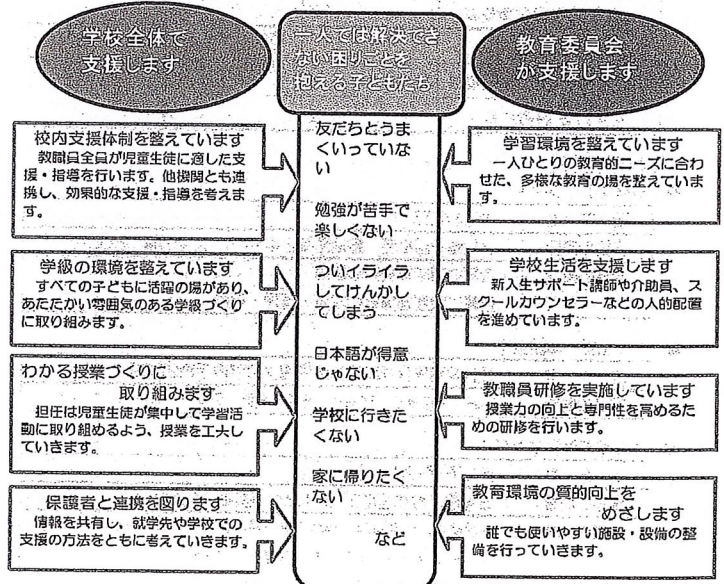 学校全体で
支援します
一人では解決でき
ない困りごとを
抱える子どもたち
教育委員会
が支援します
校内支援体制を整えています
教職員全員が児童生徒に適した支
援・指導を行います。他機関とも連
携し、効果的な支援・指導を考えま
す。
学級の環境を整えています
すべての子どもに活躍の場があり、
あたたかい雰囲気のある学級づくり
に取り組みます。
わかる授業づくりに
取り組みます
担任は児童生徒が集中して学習活
動に取り組めるよう、授業を工夫し
ていきます。
保護者と連携を図ります
情報を共有し、就学先や学校での
支援の方法をともに考えていきます。
友だちとうま
くいっていな
い
勉強が苦手で
楽しくない
ついイライラ
してけんかし
てしまう
日本語が得意
じゃない
学校に行きた
くない
家に帰りたく
ない
など
学習環境を整えています
一人ひとりの教育的ニーズに合わ
せた、多様な教育の場を整えていま
す。
学校生活を支援します
新入生サポート講師や介助員、ス
クールカウンセラーなどの人的配置
を進めています。
教職員研修を実施しています
授業力の向上と専門性を高めるた
めの研修を行います。
教育環境の質的向上を
めざします
誰でも使いやすい施設・設備の整
備を行っていきます。